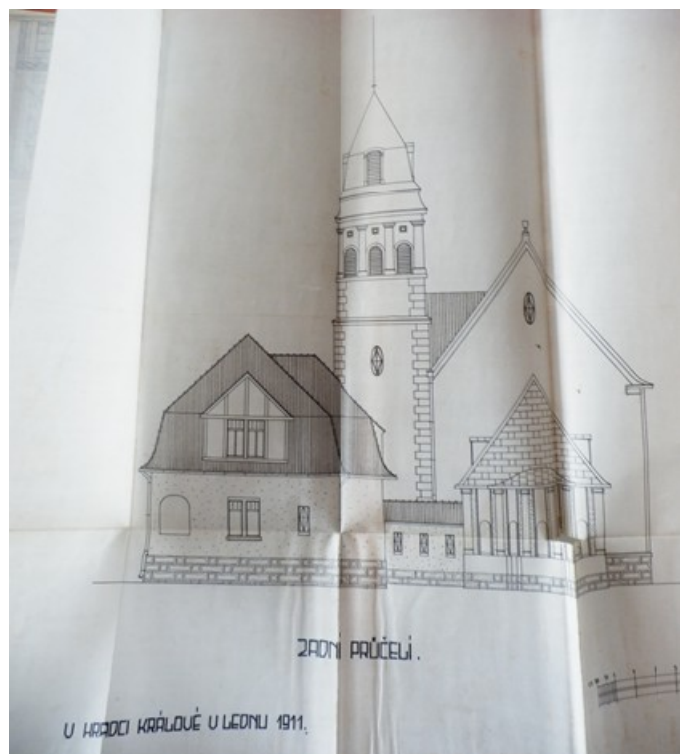 ZADNÍ PRŮČELÍ.
V HRADCI KRÁLOVÉ V LEDNU 1911.